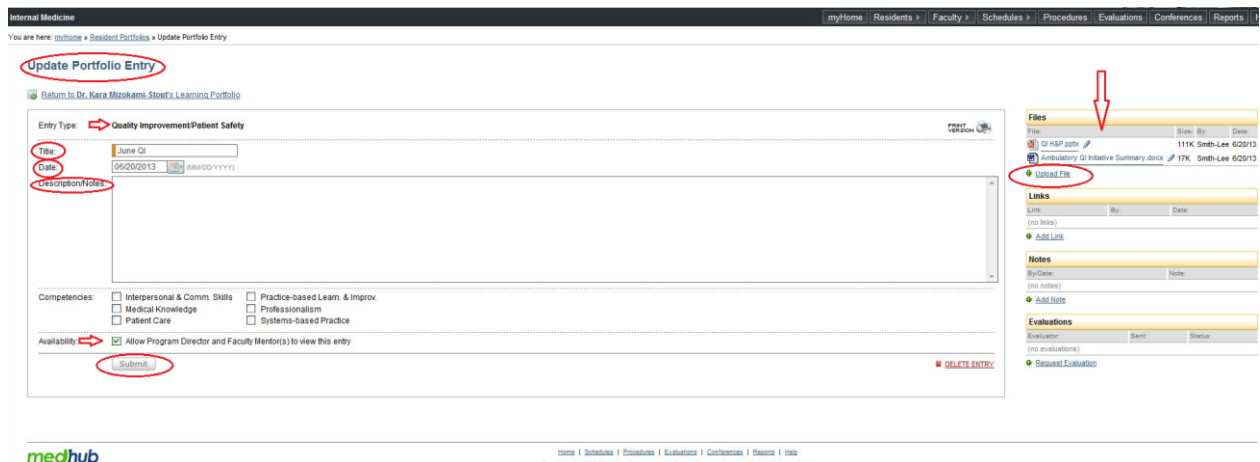 Internal Medicine
myHome Residents Faculty Schedules Procedures Evaluations Conferences Reports
You are here: myHome » Resident Portfolios » Update Portfolio Entry
Update Portfolio Entry
Return to Dr. Kara Mizokami-Stout's Learning Portfolio
Entry Type: Quality Improvement/Patient Safety
PRINT VERSION
Title: June QI
Date: 06/20/2013 (MM/DD/YYYY)
Description/Notes:
Competencies: Interpersonal & Comm. Skills Practice-based Learn. & Improv.
Medical Knowledge Professionalism
Patient Care Systems-based Practice
Availability: Allow Program Director and Faculty Mentor(s) to view this entry
Submit
DELETE ENTRY
Files
File: Size: By: Date:
QI H&P.pptx 111K Smith-Lee 6/20/13
Ambulatory QI Initiative Summary.docx 17K Smith-Lee 6/20/13
Upload File
Links
Link: By: Date:
(no links)
Add Link
Notes
By/Date: Note:
(no notes)
Add Note
Evaluations
Evaluator: Sent: Status:
(no evaluations)
Request Evaluation
medhub
Home | Schedules | Procedures | Evaluations | Conferences | Reports | Help